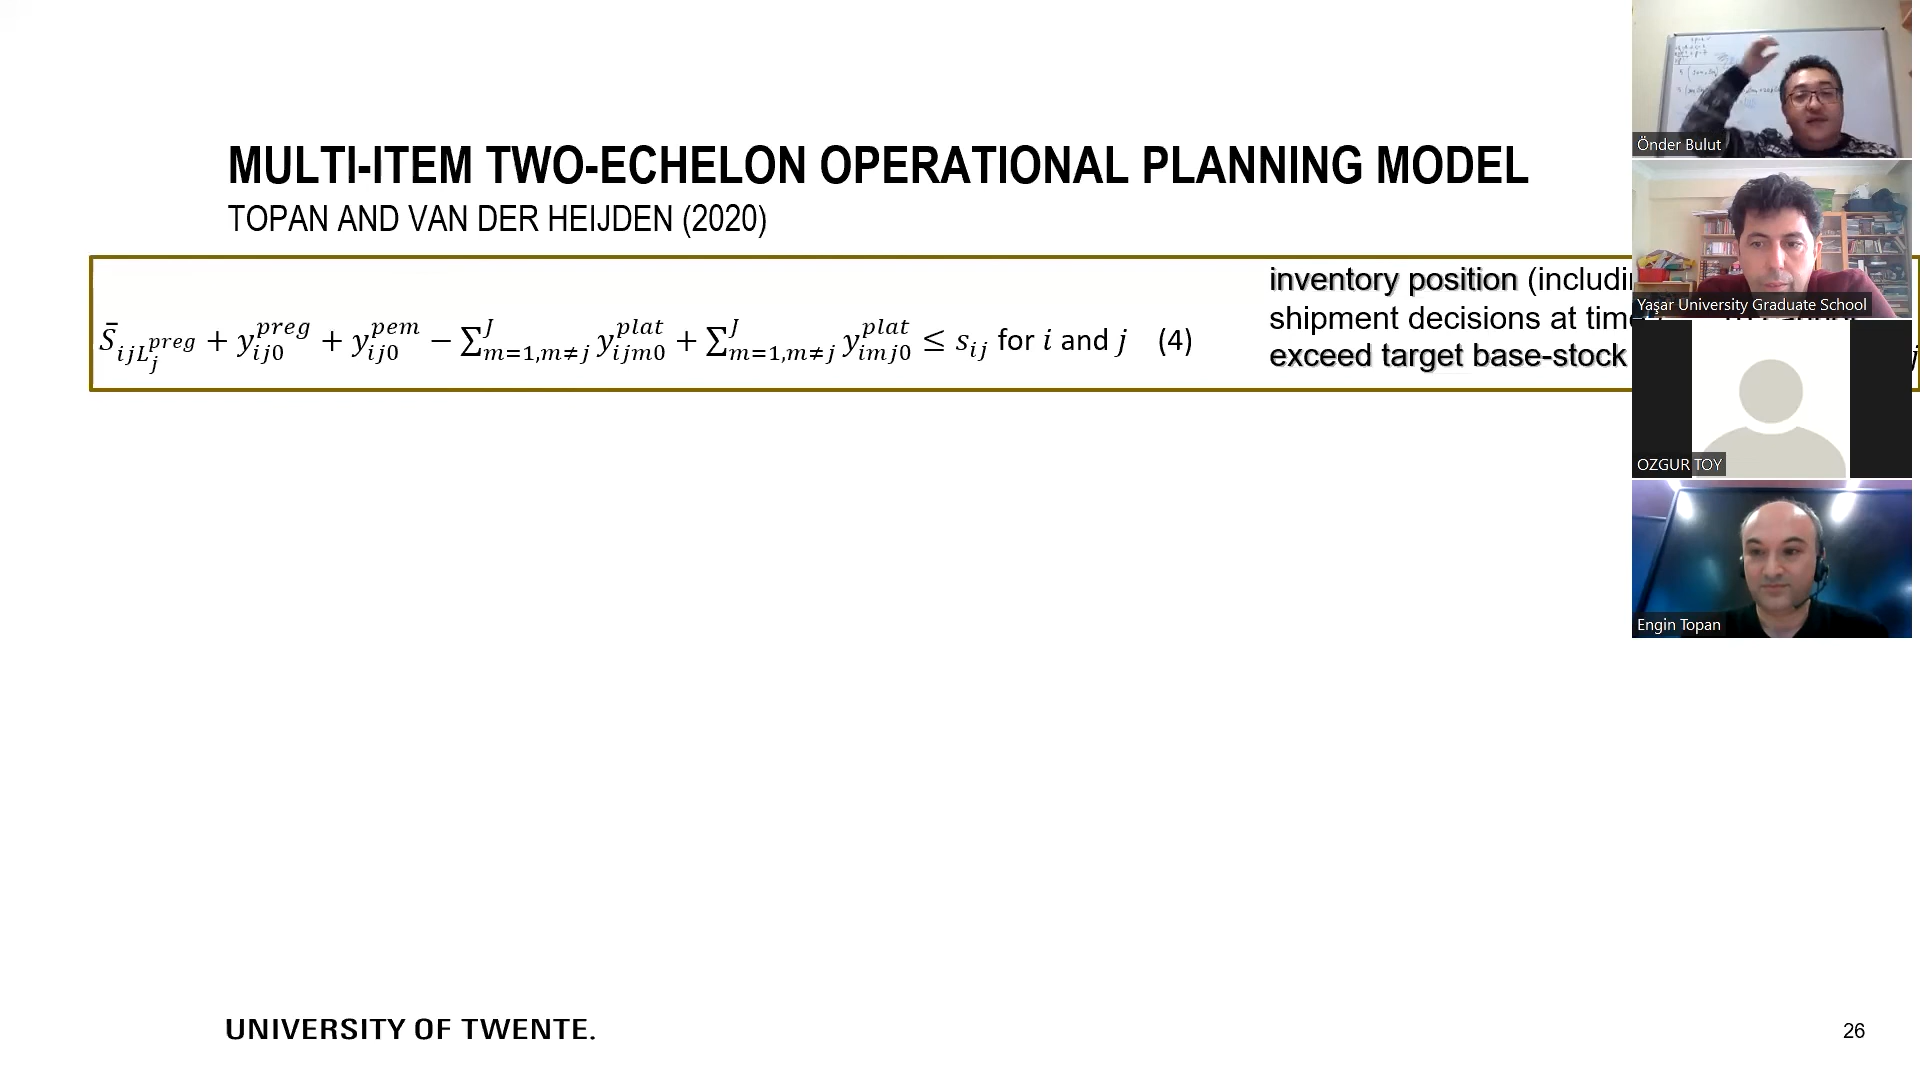 MULTI-ITEM TWO-ECHELON OPERATIONAL PLANNING MODEL
TOPAN AND VAN DER HEIJDEN (2020)
S̄_{ijL_j^{preg}} + y_{ij0}^{preg} + y_{ij0}^{pem} − ∑_{m=1,m≠j}^{J} y_{ijm0}^{plat} + ∑_{m=1,m≠j}^{J} y_{imj0}^{plat} ≤ s_{ij} for i and j (4)
inventory position
shipment decisions at
exceed target base-stock
Önder Bulut
Yaşar University Graduate School
OZGUR TOY
Engin Topan
UNIVERSITY OF TWENTE.
26